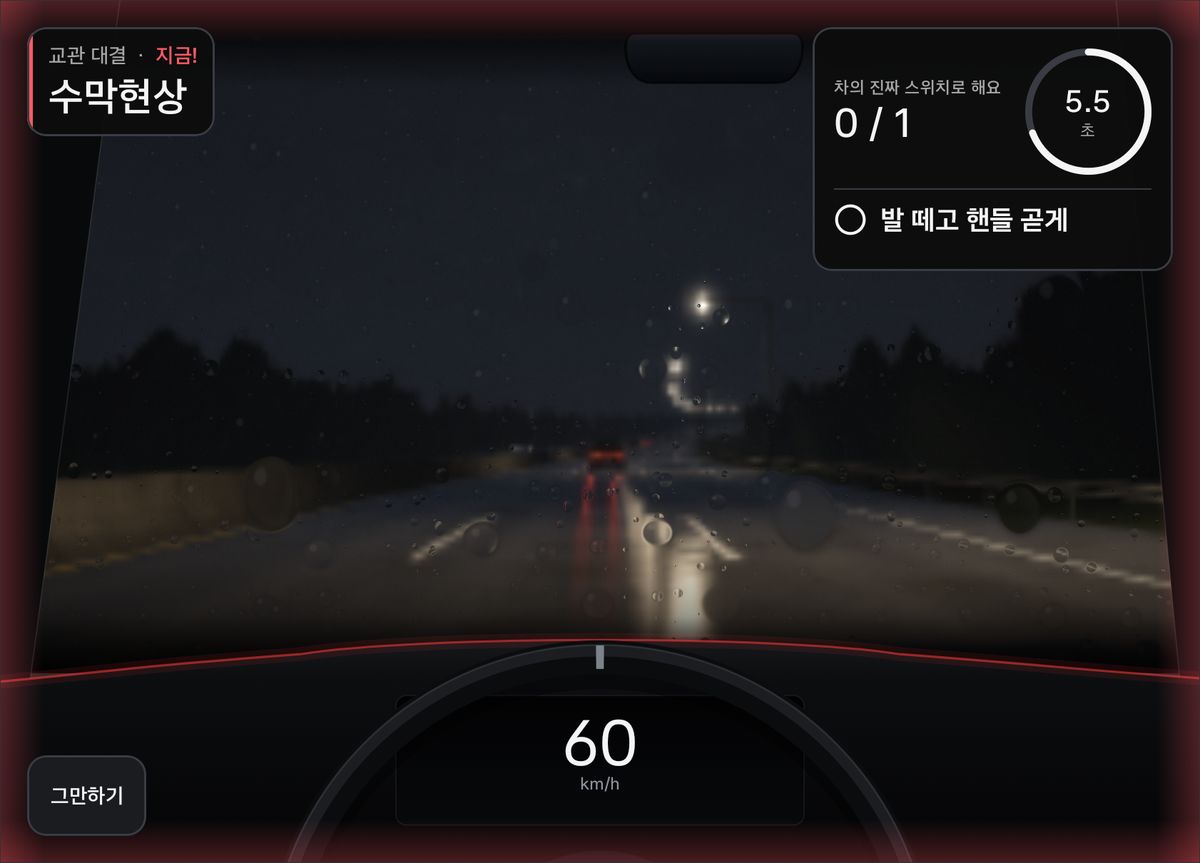 교관 대결 · 지금!
수막현상
차의 진짜 스위치로 해요
0 / 1
5.5
초
발 떼고 핸들 곧게
60
km/h
그만하기